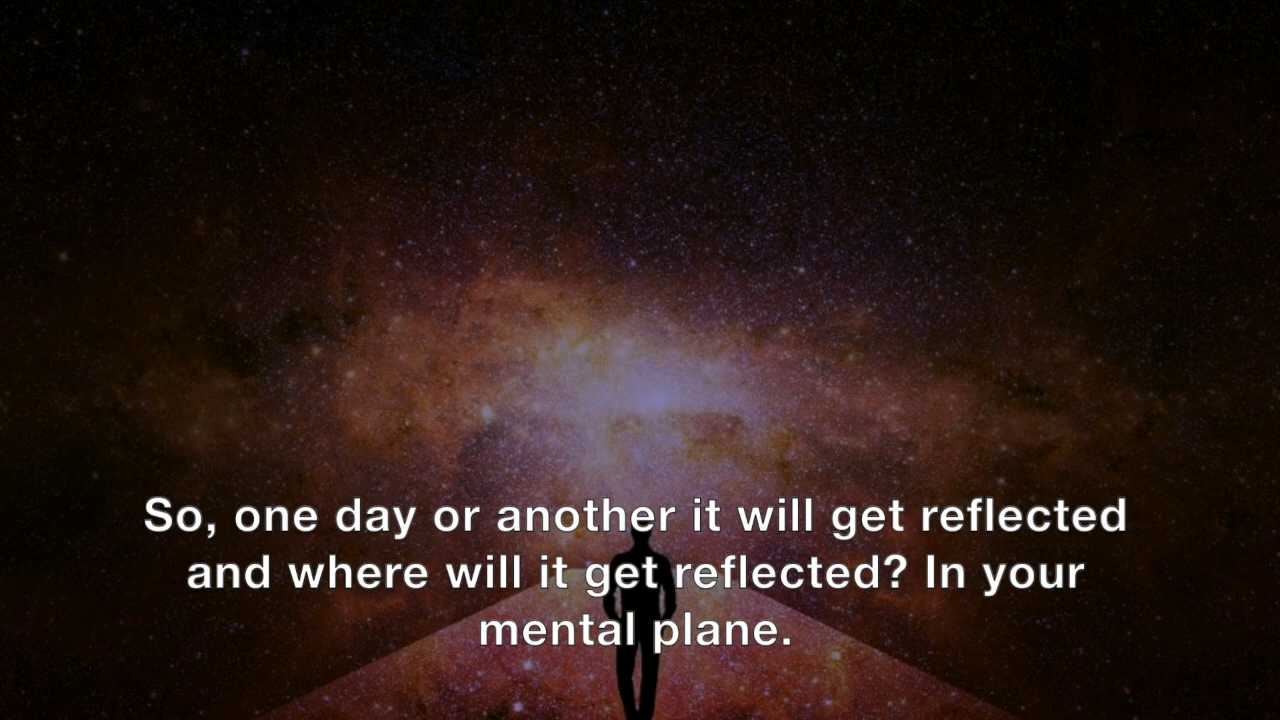 So, one day or another it will get reflected
and where will it get reflected? In your
mental plane.